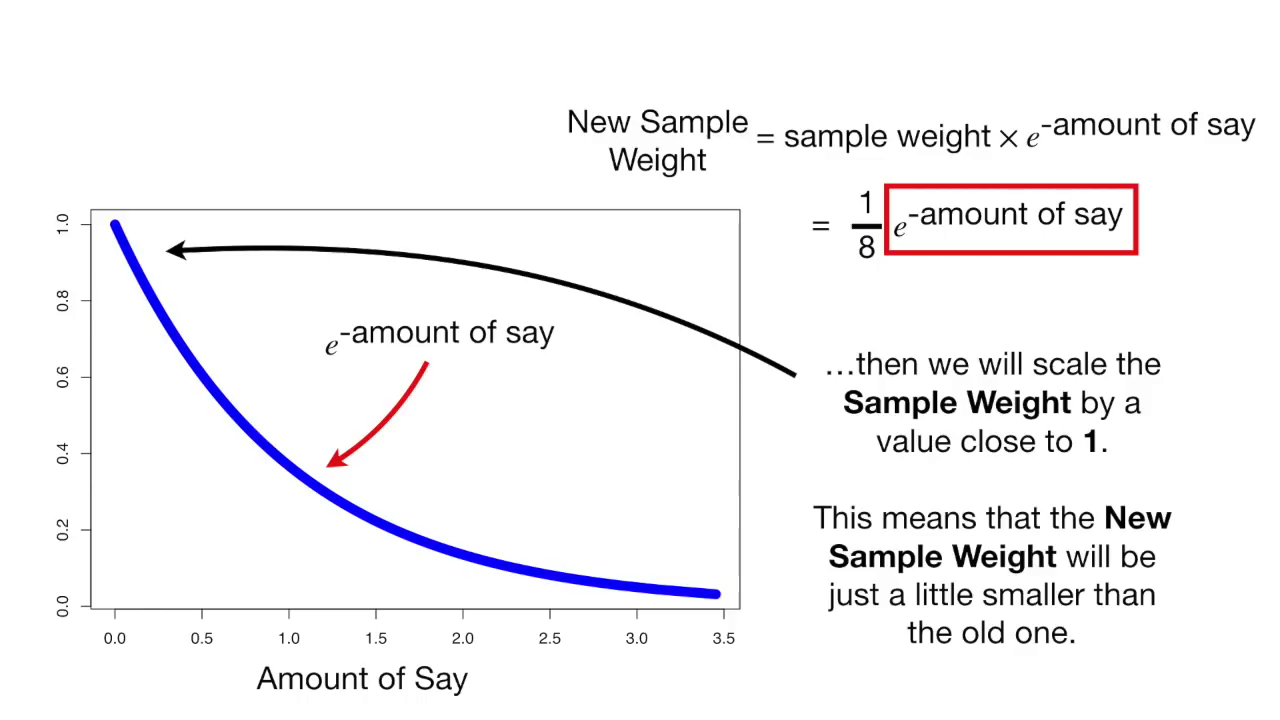 New Sample
Weight
= sample weight × e^-amount of say
= 1/8 e^-amount of say
1.0
0.8
0.6
0.4
0.2
0.0
e^-amount of say
0.0 0.5 1.0 1.5 2.0 2.5 3.0 3.5
Amount of Say
…then we will scale the
Sample Weight by a
value close to 1.
This means that the New
Sample Weight will be
just a little smaller than
the old one.